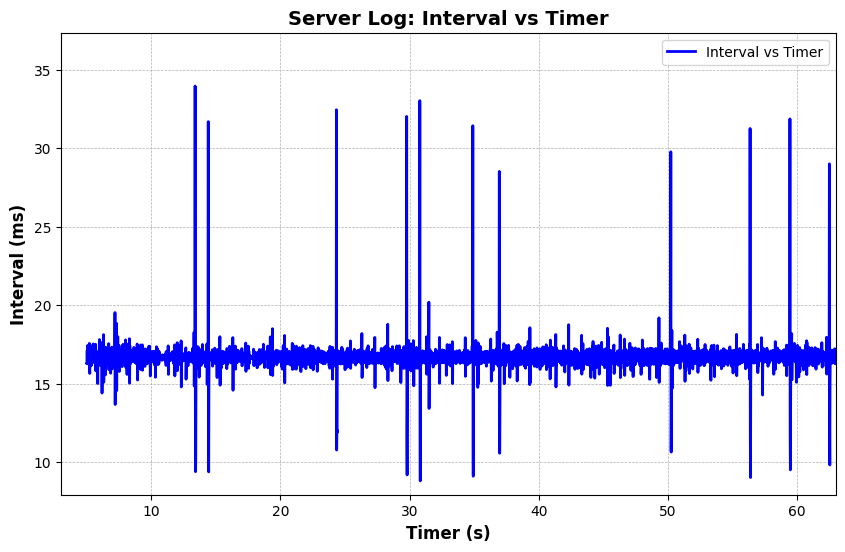 Server Log: Interval vs Timer
Interval vs Timer
Interval (ms)
35
30
25
20
15
10
10 20 30 40 50 60
Timer (s)